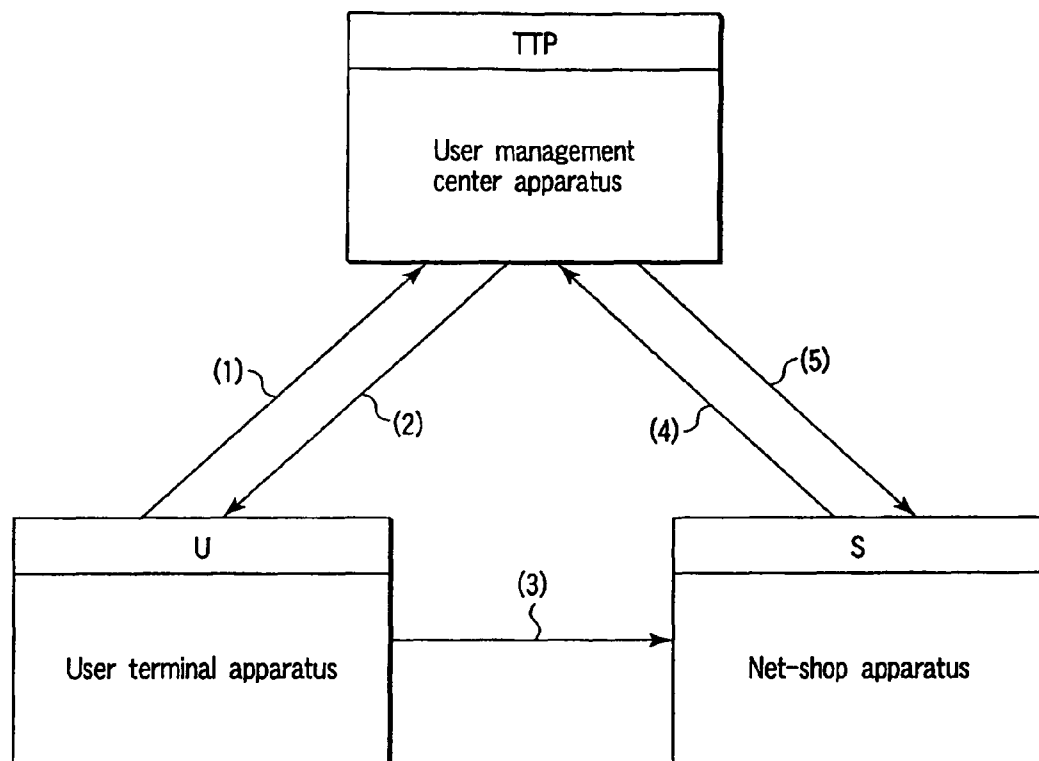 TTP
User management
center apparatus
(1)
(2)
(4)
(5)
U
User terminal apparatus
(3)
S
Net-shop apparatus